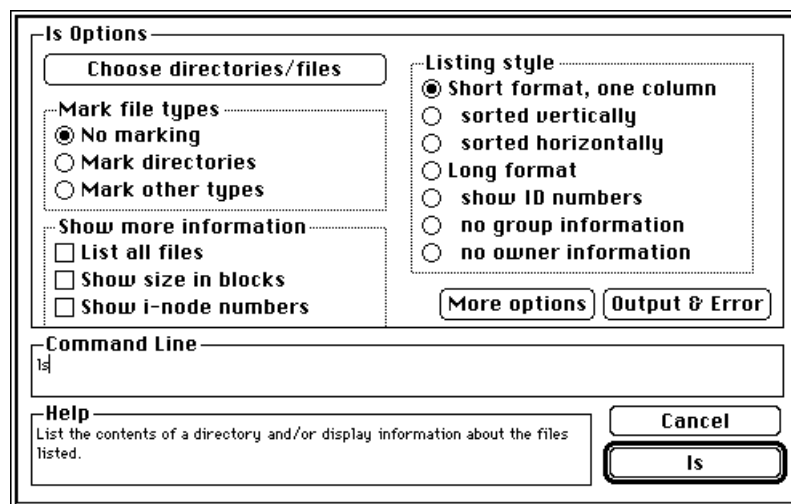 ls Options
Choose directories/files
Mark file types
No marking
Mark directories
Mark other types
Show more information
List all files
Show size in blocks
Show i-node numbers
Listing style
Short format, one column
sorted vertically
sorted horizontally
Long format
show ID numbers
no group information
no owner information
More options
Output & Error
Command Line
ls
Help
List the contents of a directory and/or display information about the files
listed.
Cancel
ls